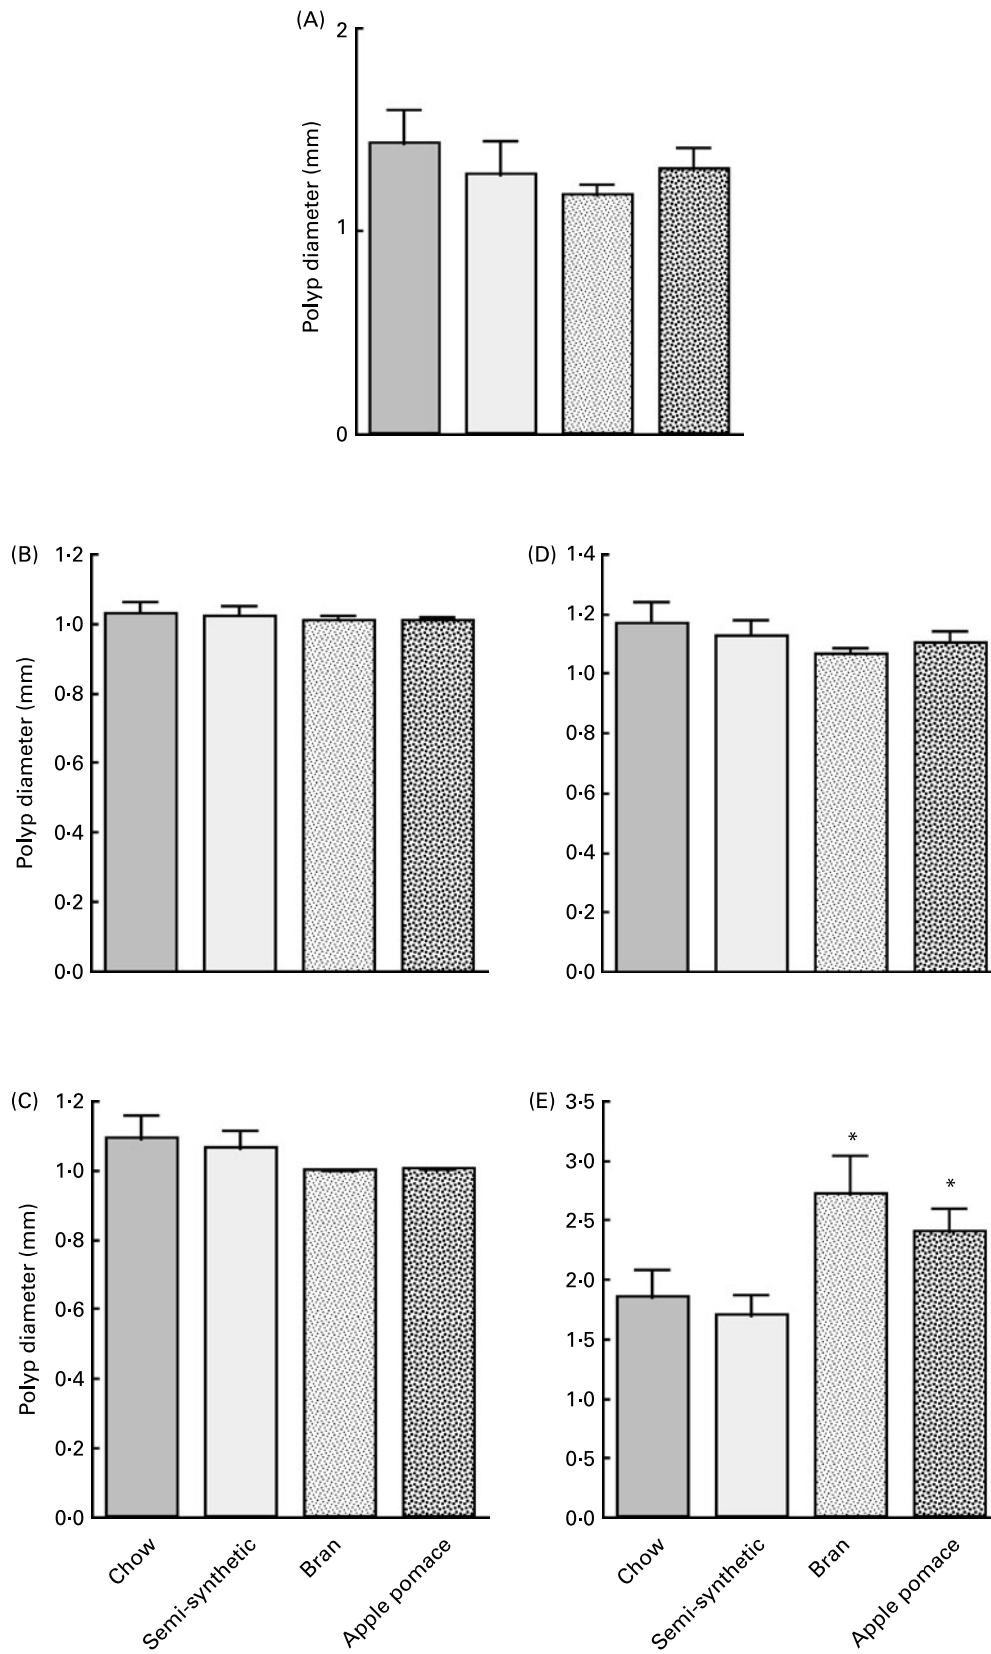 (A)
2
1
0
Polyp diameter (mm)
(B)
1·2
1·0
0·8
0·6
0·4
0·2
0·0
Polyp diameter (mm)
(D)
1·4
1·2
1·0
0·8
0·6
0·4
0·2
0·0
(C)
1·2
1·0
0·8
0·6
0·4
0·2
0·0
Polyp diameter (mm)
Chow
Semi-synthetic
Bran
Apple pomace
(E)
3·5
3·0
2·5
2·0
1·5
1·0
0·5
0·0
*
*
Chow
Semi-synthetic
Bran
Apple pomace